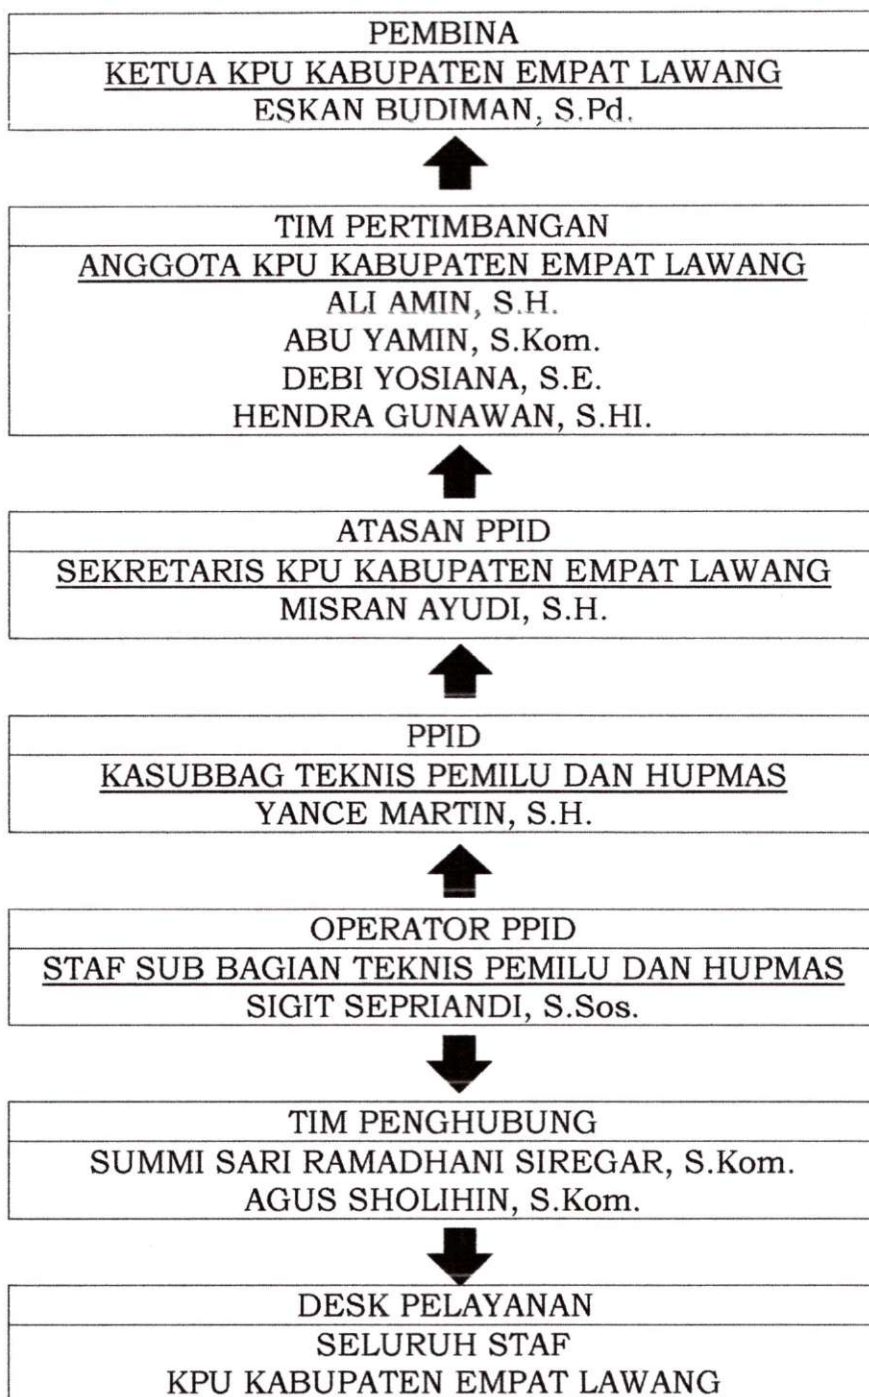 PEMBINA
KETUA KPU KABUPATEN EMPAT LAWANG
ESKAN BUDIMAN, S.Pd.
TIM PERTIMBANGAN
ANGGOTA KPU KABUPATEN EMPAT LAWANG
ALI AMIN, S.H.
ABU YAMIN, S.Kom.
DEBI YOSIANA, S.E.
HENDRA GUNAWAN, S.HI.
ATASAN PPID
SEKRETARIS KPU KABUPATEN EMPAT LAWANG
MISRAN AYUDI, S.H.
PPID
KASUBBAG TEKNIS PEMILU DAN HUPMAS
YANCE MARTIN, S.H.
OPERATOR PPID
STAF SUB BAGIAN TEKNIS PEMILU DAN HUPMAS
SIGIT SEPRIANDI, S.Sos.
TIM PENGHUBUNG
SUMMI SARI RAMADHANI SIREGAR, S.Kom.
AGUS SHOLIHIN, S.Kom.
DESK PELAYANAN
SELURUH STAF
KPU KABUPATEN EMPAT LAWANG